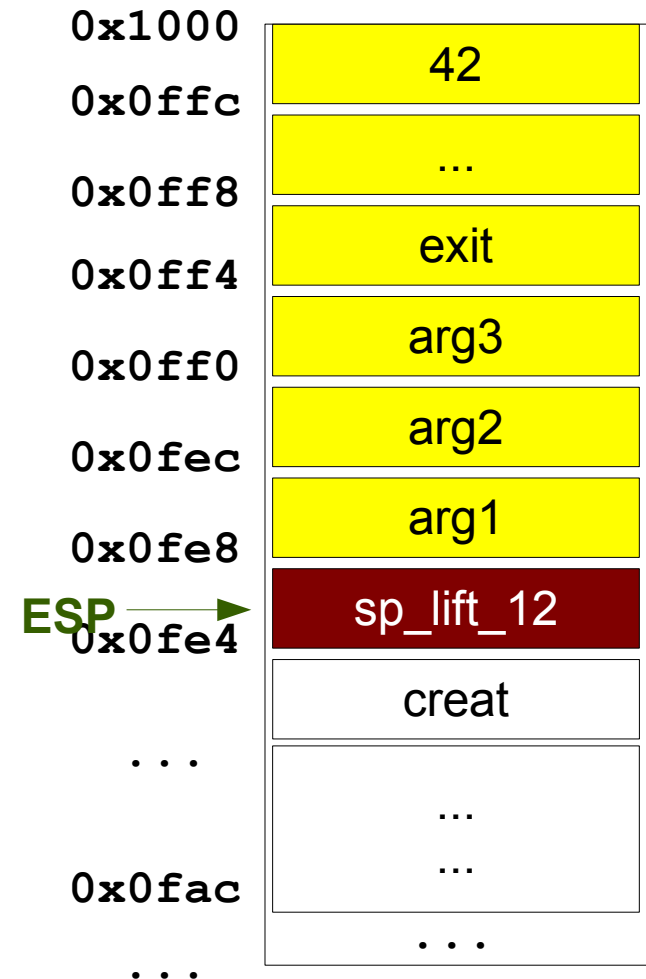 0x1000
42
0x0ffc
...
0x0ff8
exit
0x0ff4
arg3
0x0ff0
arg2
0x0fec
arg1
0x0fe8
ESP
sp_lift_12
0x0fe4
creat
...
...
...
0x0fac
...
...